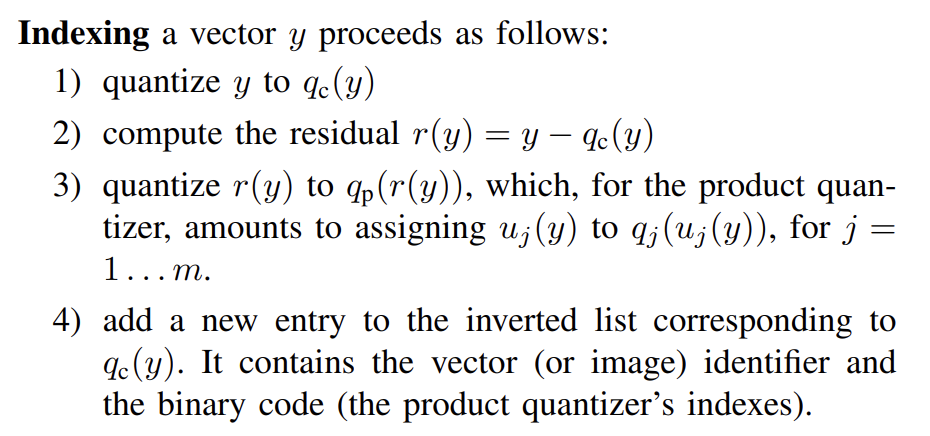 Indexing a vector y proceeds as follows:
1) quantize y to q_c(y)
2) compute the residual r(y) = y − q_c(y)
3) quantize r(y) to q_p(r(y)), which, for the product quan-
tizer, amounts to assigning u_j(y) to q_j(u_j(y)), for j =
1 . . . m.
4) add a new entry to the inverted list corresponding to
q_c(y). It contains the vector (or image) identifier and
the binary code (the product quantizer’s indexes).